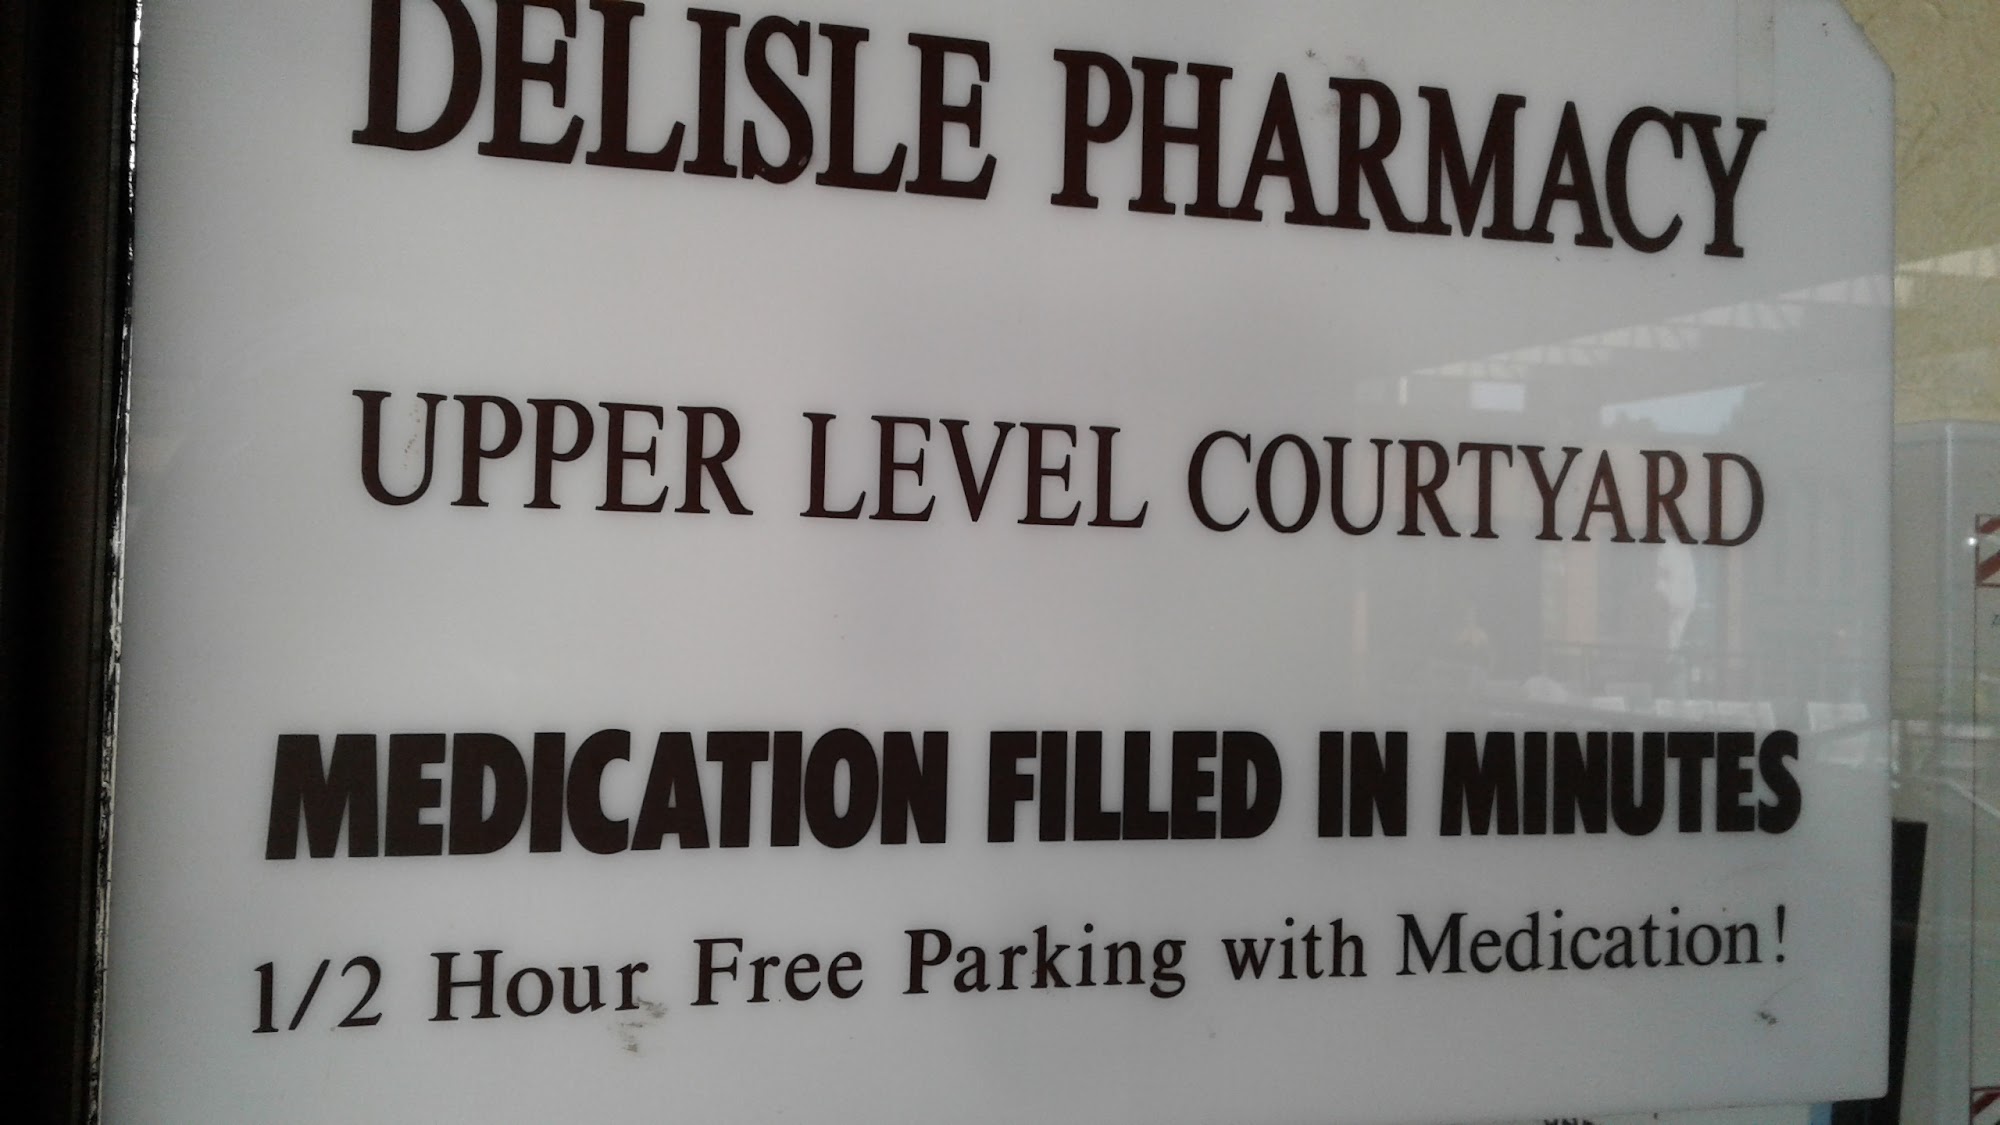 DELISLE PHARMACY
UPPER LEVEL COURTYARD
MEDICATION FILLED IN MINUTES
1/2 Hour Free Parking with Medication!